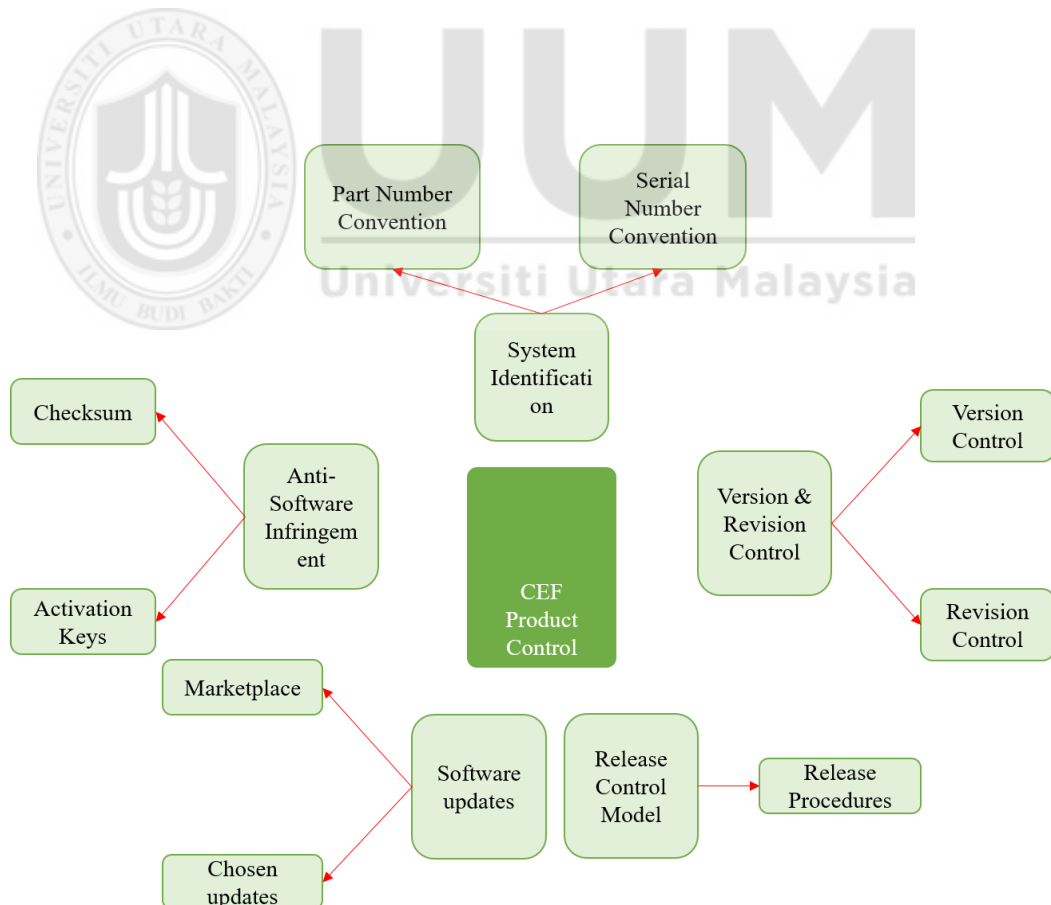 UNIVERSITI UTARA MALAYSIA
ILMU BUDI BAKTI
UUM
Universiti Utara Malaysia
Part Number
Convention
Serial
Number
Convention
System
Identificati
on
Checksum
Anti-
Software
Infringem
ent
Activation
Keys
Version &
Revision
Control
Version
Control
Revision
Control
CEF
Product
Control
Marketplace
Software
updates
Chosen
updates
Release
Control
Model
Release
Procedures